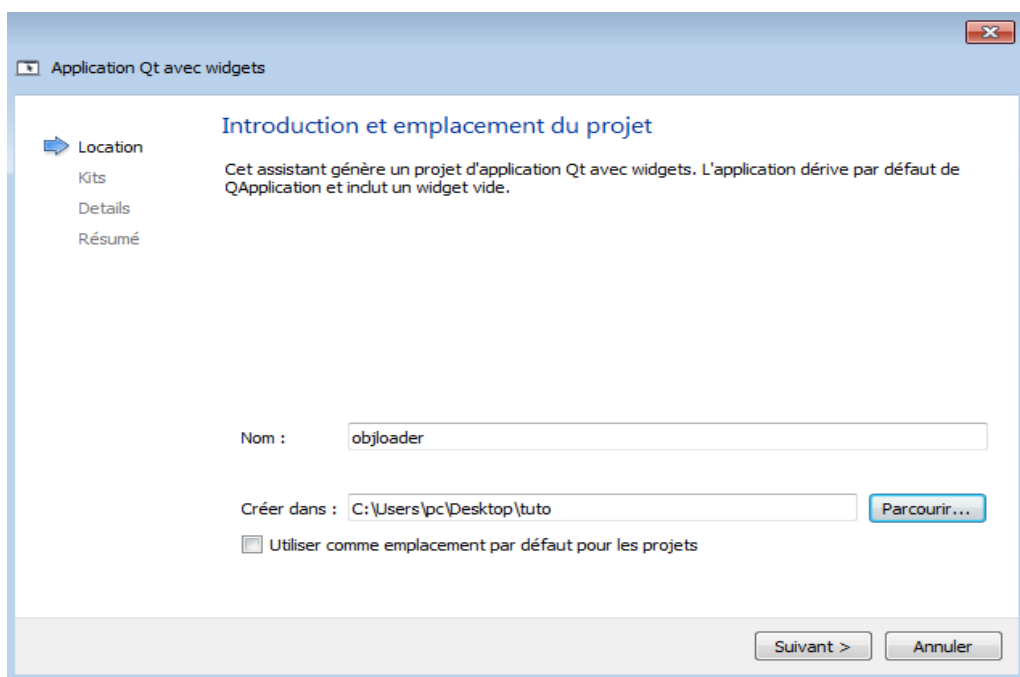 Application Qt avec widgets
Location
Kits
Details
Résumé
Introduction et emplacement du projet
Cet assistant génère un projet d'application Qt avec widgets. L'application dérive par défaut de
QApplication et inclut un widget vide.
Nom : objloader
Créer dans : C:\Users\pc\Desktop\tuto Parcourir...
Utiliser comme emplacement par défaut pour les projets
Suivant > Annuler